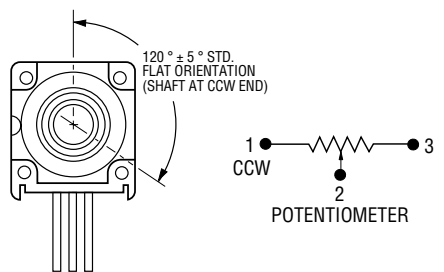 120 ° ± 5 ° STD.
FLAT ORIENTATION
(SHAFT AT CCW END)
1
3
CCW
2
POTENTIOMETER